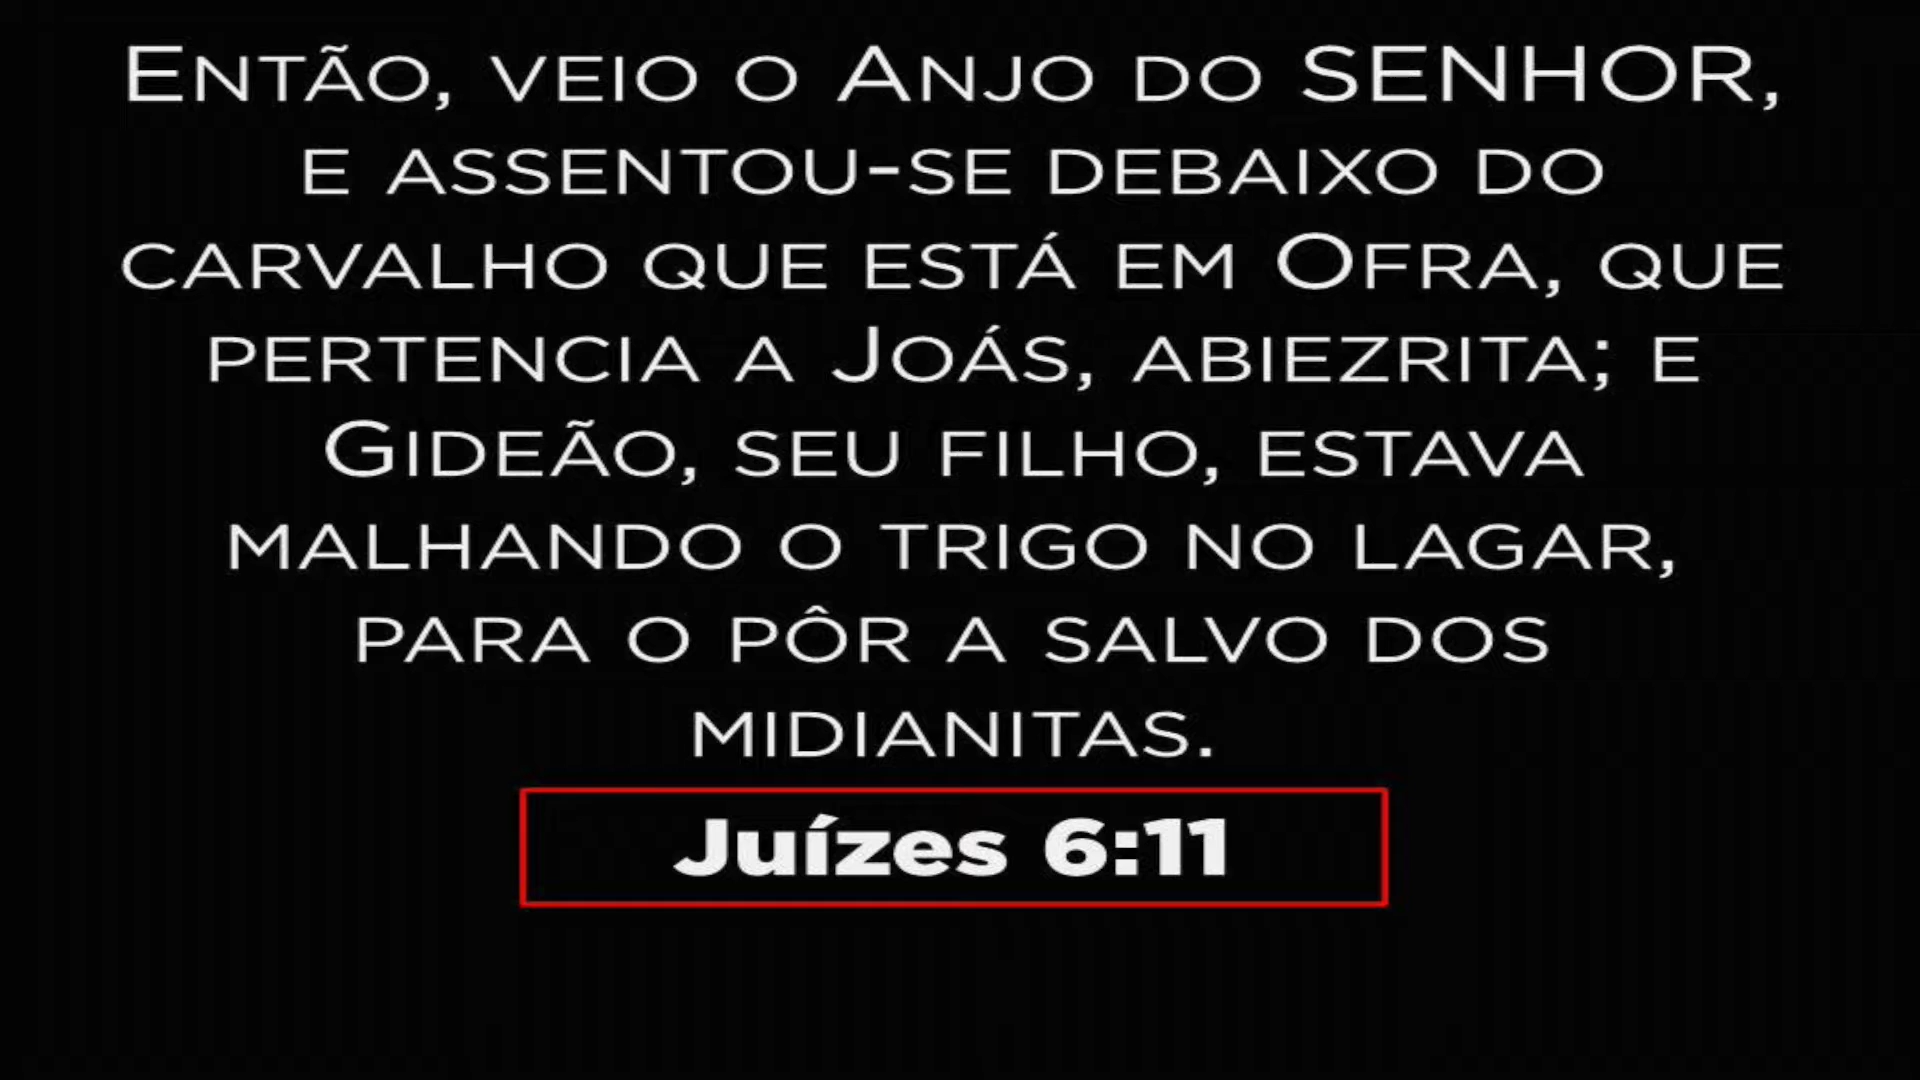 Então, veio o Anjo do SENHOR,
e assentou-se debaixo do
carvalho que está em Ofra, que
pertencia a Joás, abiezrita; e
Gideão, seu filho, estava
malhando o trigo no lagar,
para o pôr a salvo dos
midianitas.
Juízes 6:11